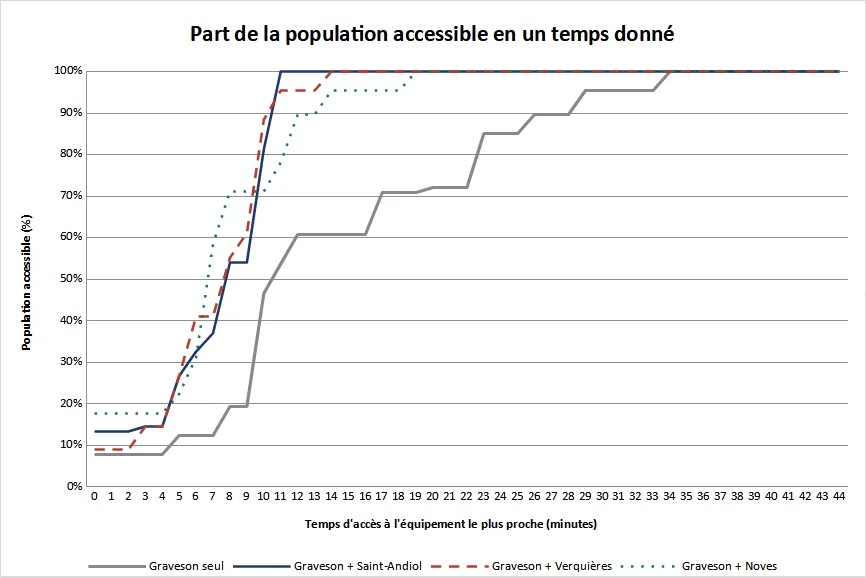 Part de la population accessible en un temps donné
100%
90%
80%
70%
60%
50%
40%
30%
20%
10%
0%
Population accessible (%)
0 1 2 3 4 5 6 7 8 9 10 11 12 13 14 15 16 17 18 19 20 21 22 23 24 25 26 27 28 29 30 31 32 33 34 35 36 37 38 39 40 41 42 43 44
Temps d'accès à l'équipement le plus proche (minutes)
Graveson seul Graveson + Saint-Andiol Graveson + Verquières Graveson + Noves